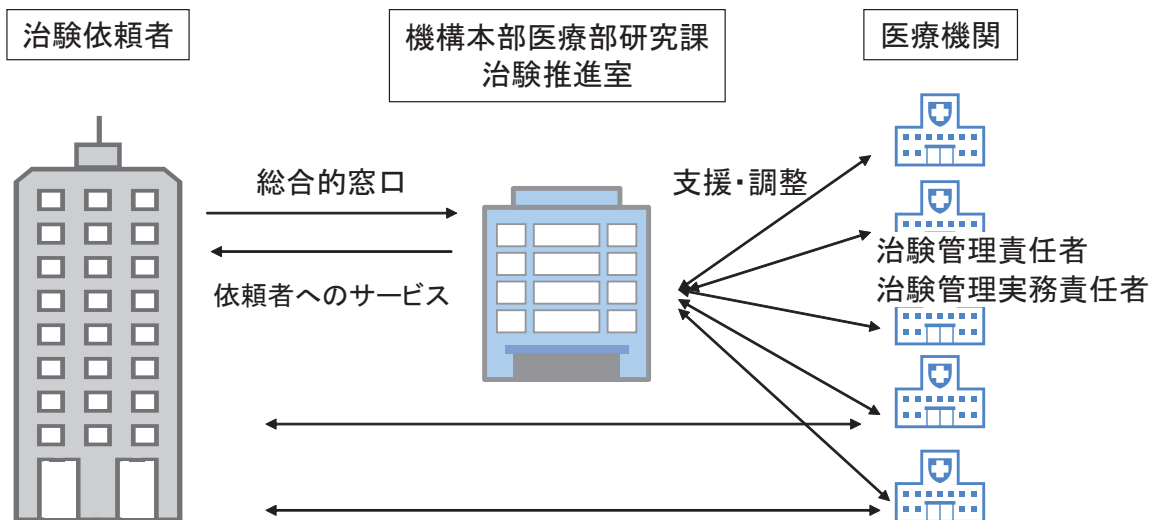 治験依頼者
機構本部医療部研究課
治験推進室
医療機関
総合的窓口
依頼者へのサービス
支援・調整
治験管理責任者
治験管理実務責任者